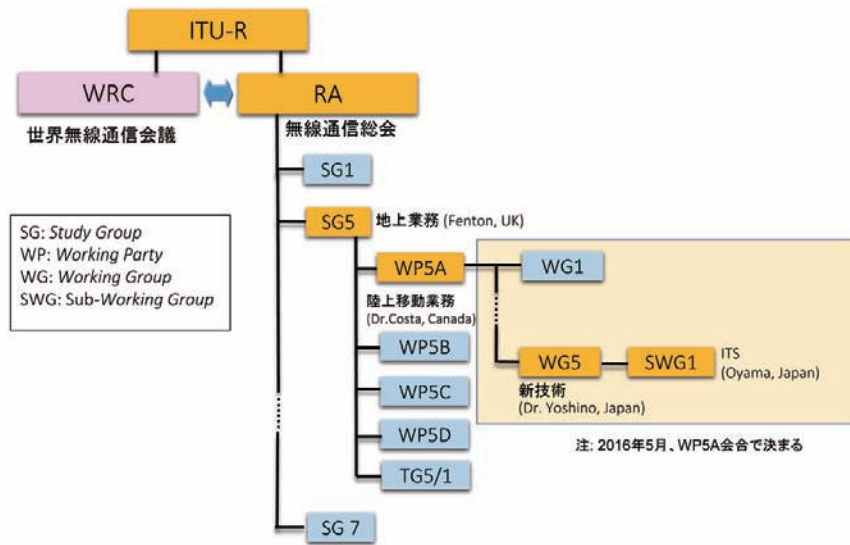 ITU-R
WRC
RA
世界無線通信会議
無線通信総会
SG1
SG5
地上業務 (Fenton, UK)
SG: Study Group
WP: Working Party
WG: Working Group
SWG: Sub-Working Group
WP5A
WG1
陸上移動業務
(Dr.Costa, Canada)
WP5B
WG5
SWG1
ITS
(Oyama, Japan)
新技術
(Dr. Yoshino, Japan)
WP5C
WP5D
注: 2016年5月、WP5A会合で決まる
TG5/1
SG 7